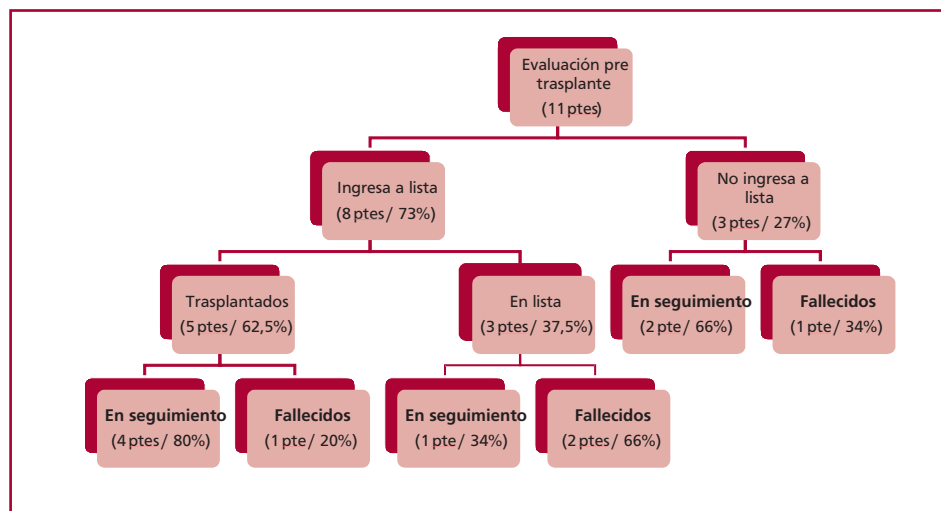 Evaluación pre
trasplante
(11 ptes)
Ingresa a lista
(8 ptes / 73%)
No ingresa a
lista
(3 ptes / 27%)
Trasplantados
(5 ptes / 62,5%)
En lista
(3 ptes / 37,5%)
En seguimiento
(2 pte / 66%)
Fallecidos
(1 pte / 34%)
En seguimiento
(4 ptes / 80%)
Fallecidos
(1 pte / 20%)
En seguimiento
(1 pte / 34%)
Fallecidos
(2 ptes / 66%)